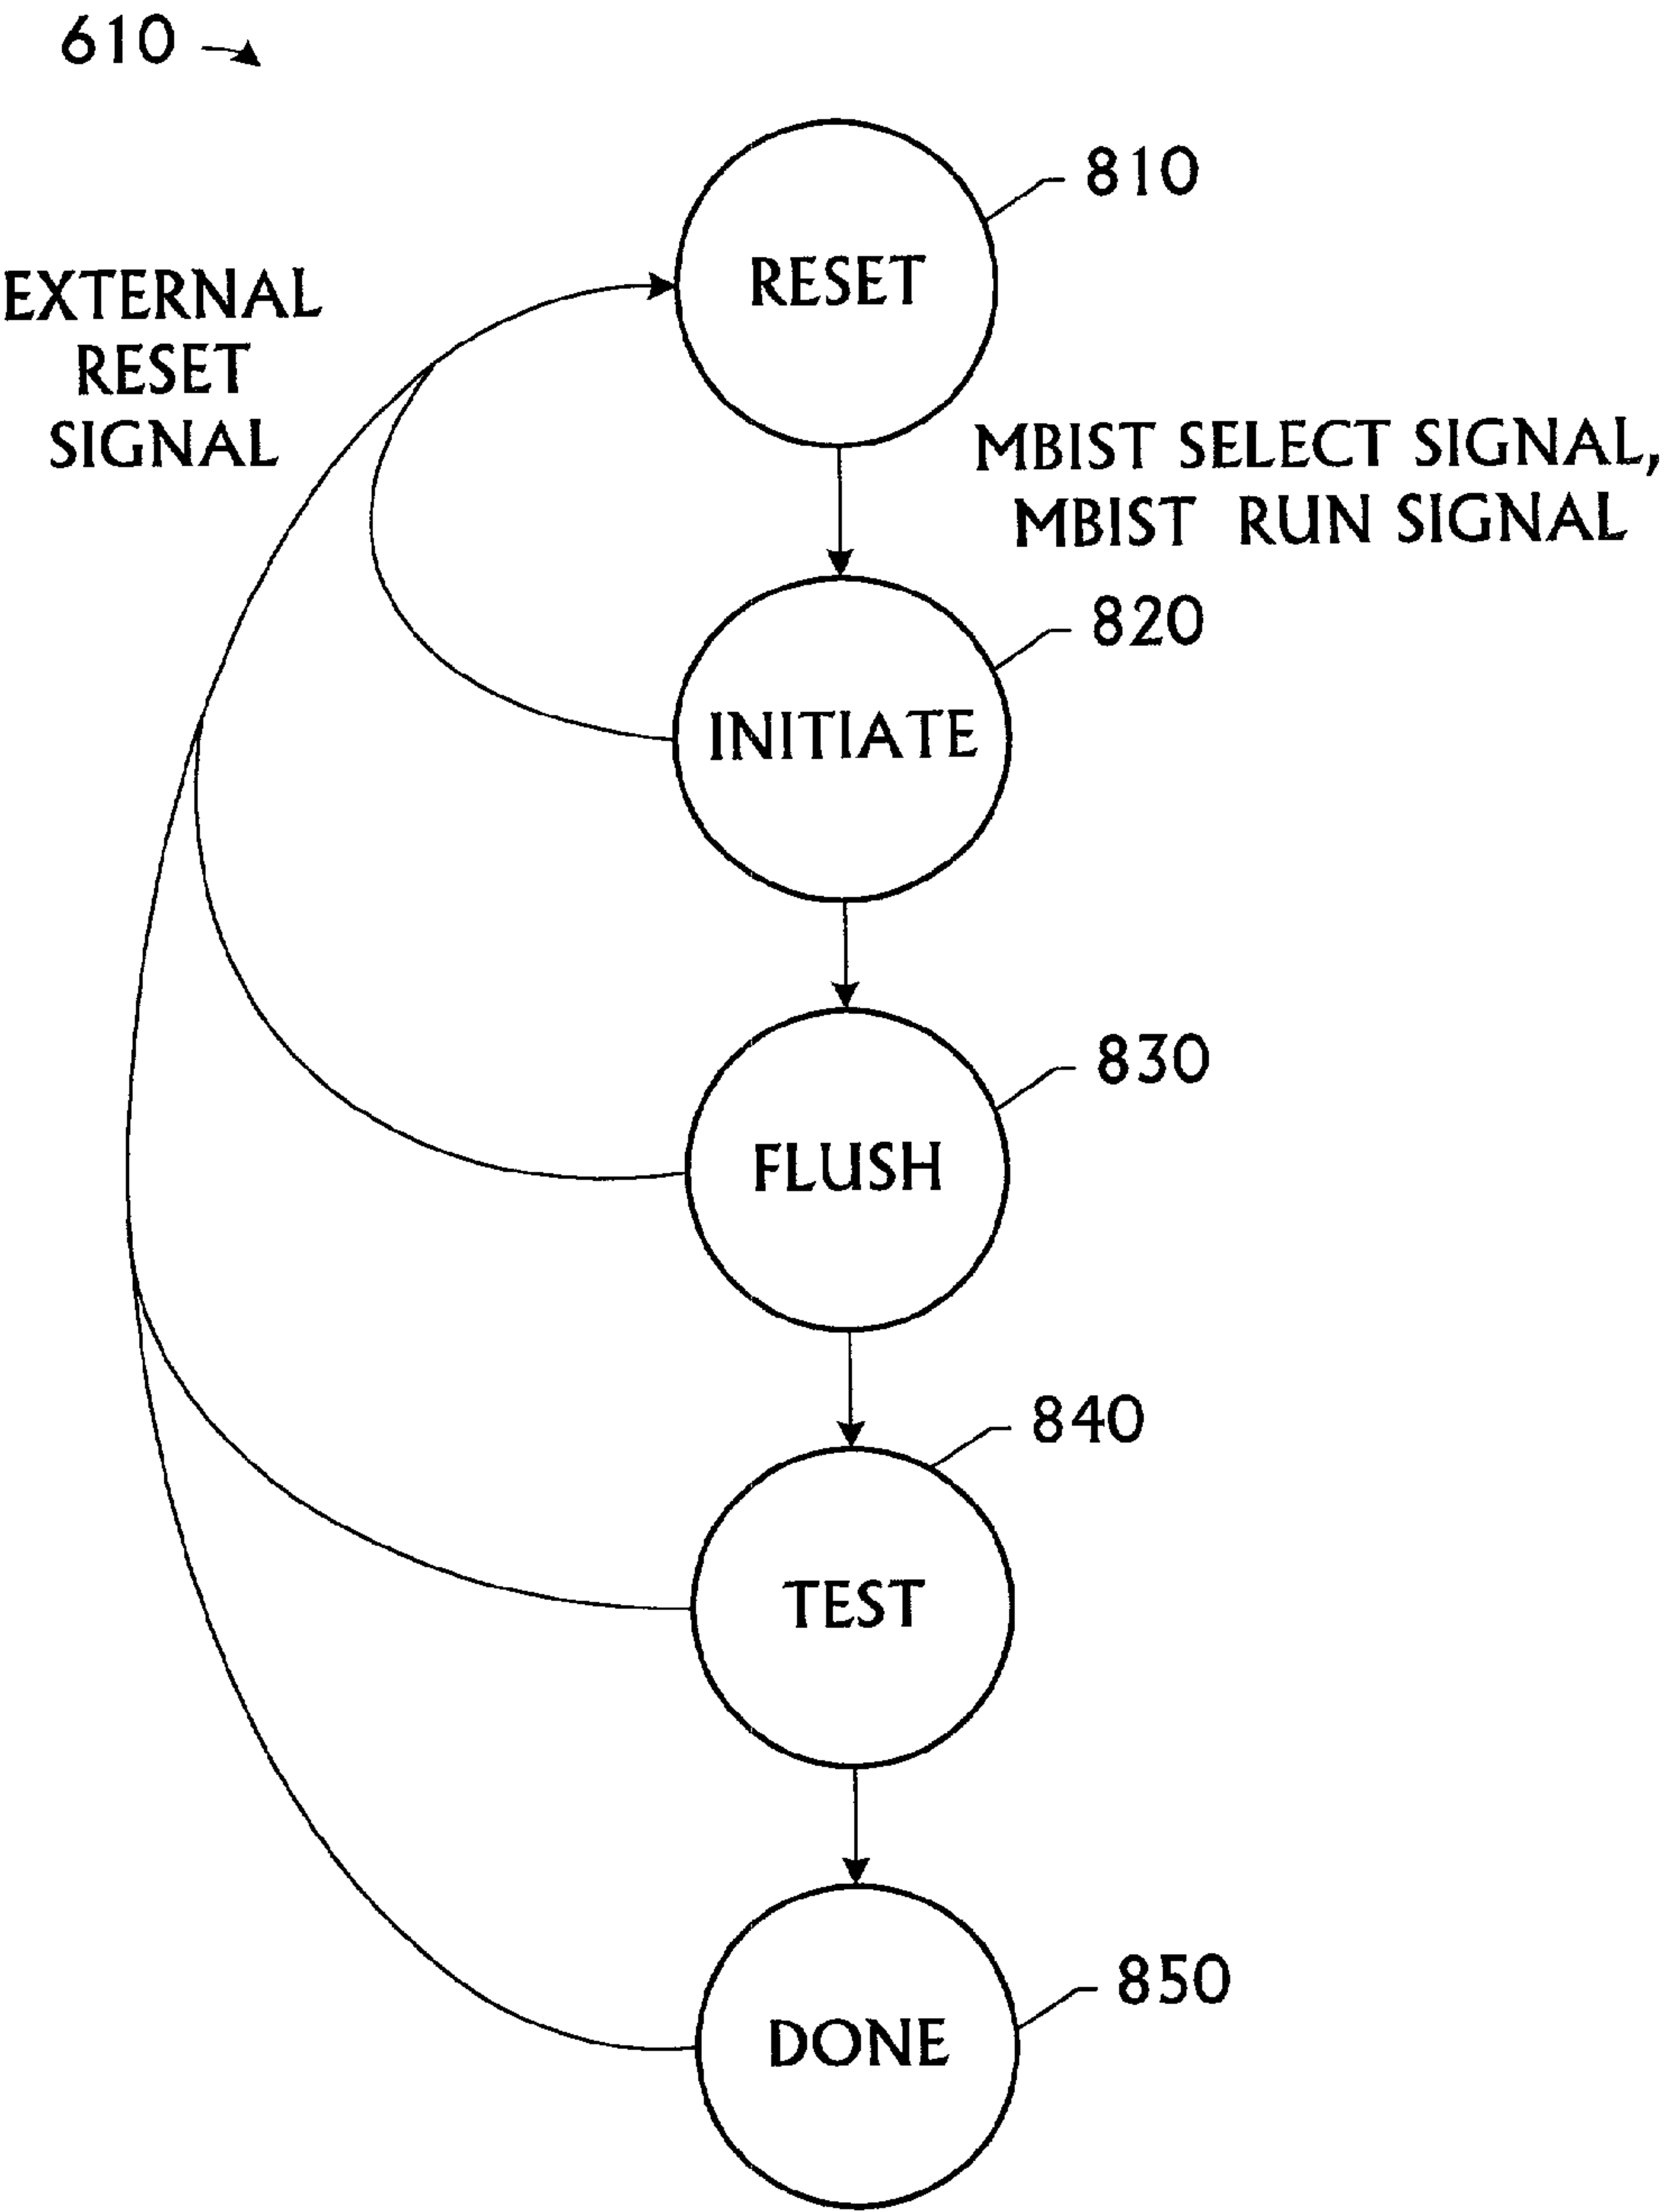 610
810
RESET
EXTERNAL
RESET
SIGNAL
MBIST SELECT SIGNAL,
MBIST RUN SIGNAL
820
INITIATE
830
FLUSH
840
TEST
850
DONE